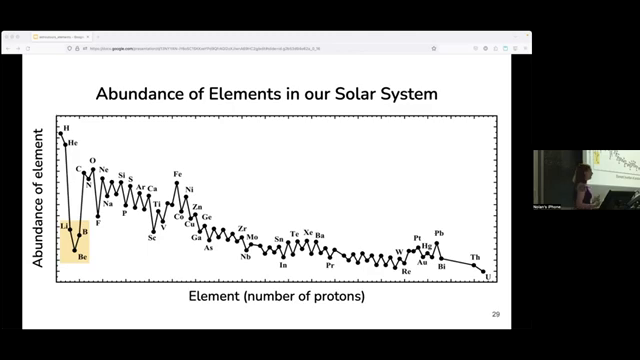 Abundance of Elements in our Solar System
Abundance of element
H
He
Li
Be
B
C
N
O
F
Ne
Na
Si
P
S
Ar
Ca
Sc
Ti
V
Fe
Co
Ni
Cu
Zn
Ga
Ge
As
Zr
Nb
Mo
In
Sn
Te
Xe
Ba
Pr
W
Re
Pt
Au
Hg
Pb
Bi
Th
U
Element (number of protons)
29